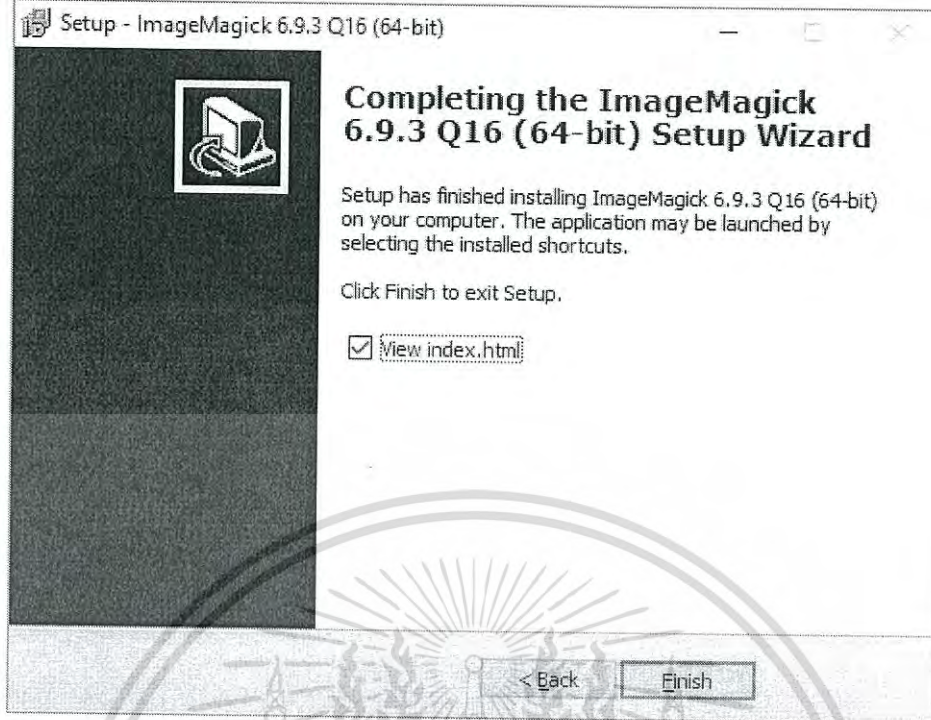 Setup - ImageMagick 6.9.3 Q16 (64-bit)
Completing the ImageMagick
6.9.3 Q16 (64-bit) Setup Wizard
Setup has finished installing ImageMagick 6.9.3 Q16 (64-bit)
on your computer. The application may be launched by
selecting the installed shortcuts.
Click Finish to exit Setup.
View index.html
< Back Finish